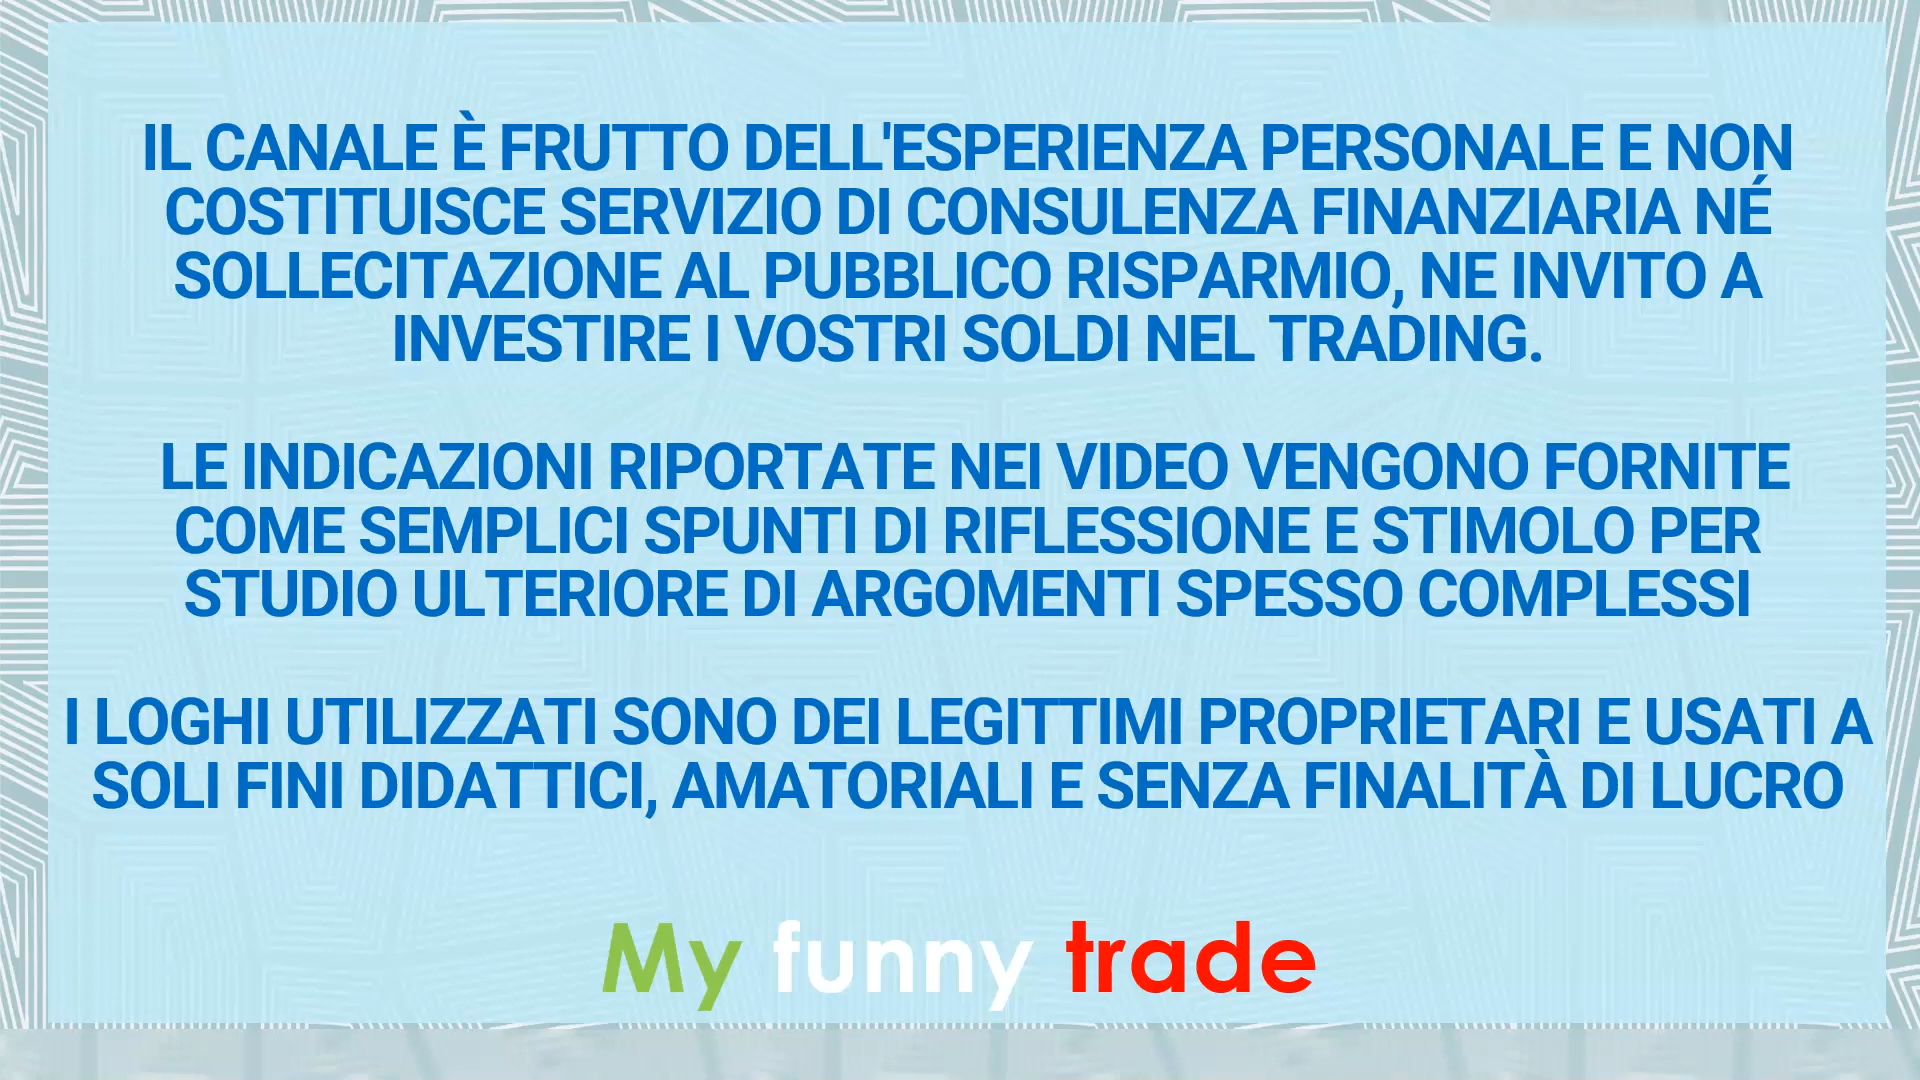 IL CANALE È FRUTTO DELL'ESPERIENZA PERSONALE E NON
COSTITUISCE SERVIZIO DI CONSULENZA FINANZIARIA NÉ
SOLLECITAZIONE AL PUBBLICO RISPARMIO, NE INVITO A
INVESTIRE I VOSTRI SOLDI NEL TRADING.
LE INDICAZIONI RIPORTATE NEI VIDEO VENGONO FORNITE
COME SEMPLICI SPUNTI DI RIFLESSIONE E STIMOLO PER
STUDIO ULTERIORE DI ARGOMENTI SPESSO COMPLESSI
I LOGHI UTILIZZATI SONO DEI LEGITTIMI PROPRIETARI E USATI A
SOLI FINI DIDATTICI, AMATORIALI E SENZA FINALITÀ DI LUCRO
My funny trade